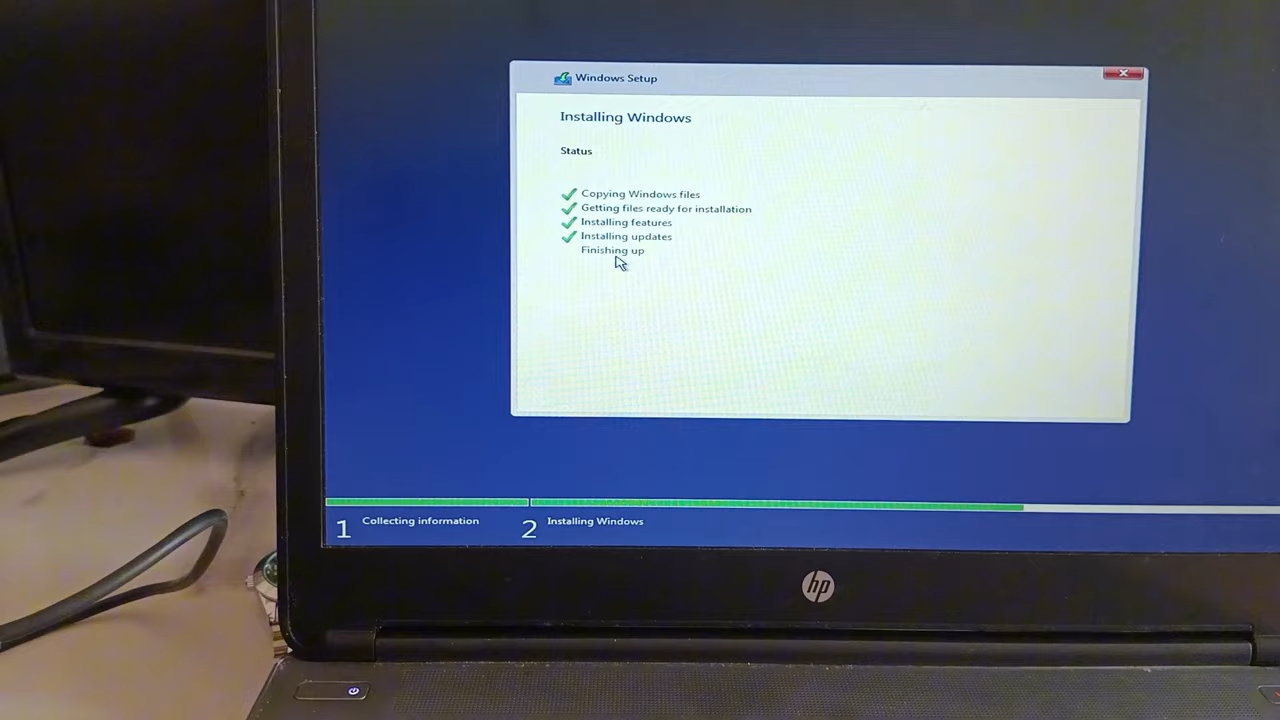 Windows Setup
Installing Windows
Status
Copying Windows files
Getting files ready for installation
Installing features
Installing updates
Finishing up
1 Collecting information
2 Installing Windows
hp